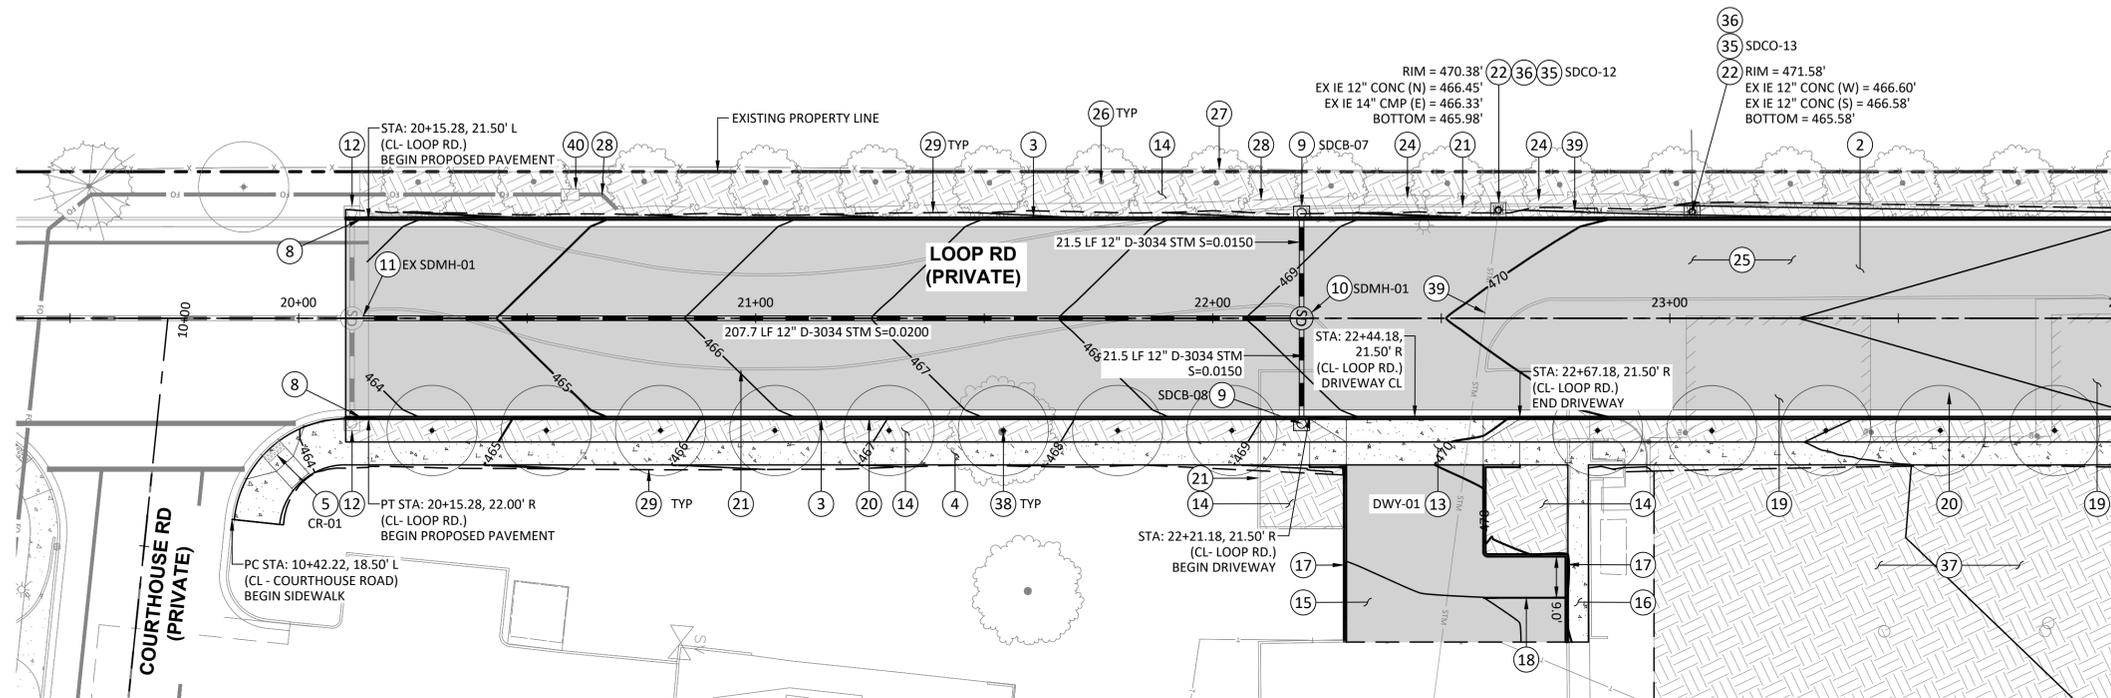 36
35 SDCO-13
22 RIM = 471.58'
EX IE 12" CONC (W) = 466.60'
EX IE 12" CONC (S) = 466.58'
BOTTOM = 465.58'
RIM = 470.38' 22 36 35 SDCO-12
EX IE 12" CONC (N) = 466.45'
EX IE 14" CMP (E) = 466.33'
BOTTOM = 465.98'
STA: 20+15.28, 21.50' L
(CL- LOOP RD.)
BEGIN PROPOSED PAVEMENT
EXISTING PROPERTY LINE
12
40
28
29 TYP
3
26 TYP
14
27
28
9 SDCB-07
24
21
24
39
2
FO
FO
FO
FO
8
11 EX SDMH-01
LOOP RD
(PRIVATE)
21.5 LF 12" D-3034 STM S=0.0150
469
470
25
STM
10 SDMH-01
39
10+00
20+00
21+00
22+00
23+00
SD
SD
207.7 LF 12" D-3034 STM S=0.0200
464
465
466
467
468
21.5 LF 12" D-3034 STM
S=0.0150
STA: 22+44.18,
21.50' R
(CL- LOOP RD.)
DRIVEWAY CL
STA: 22+67.18, 21.50' R
(CL- LOOP RD.)
END DRIVEWAY
8
SDCB-08 9
464
465
466
467
468
469
470
5
CR-01
12
PT STA: 20+15.28, 22.00' R
(CL- LOOP RD.)
BEGIN PROPOSED PAVEMENT
29 TYP
21
3
20
14
4
38
TYP
21
14
DWY-01 13
STM
470
14
19
20
19
STA: 22+21.18, 21.50' R
(CL- LOOP RD.)
BEGIN DRIVEWAY
17
17
37
15
16
9.0'
STM
18
PC STA: 10+42.22, 18.50' L
(CL - COURTHOUSE ROAD)
BEGIN SIDEWALK
COURTHOUSE RD
(PRIVATE)